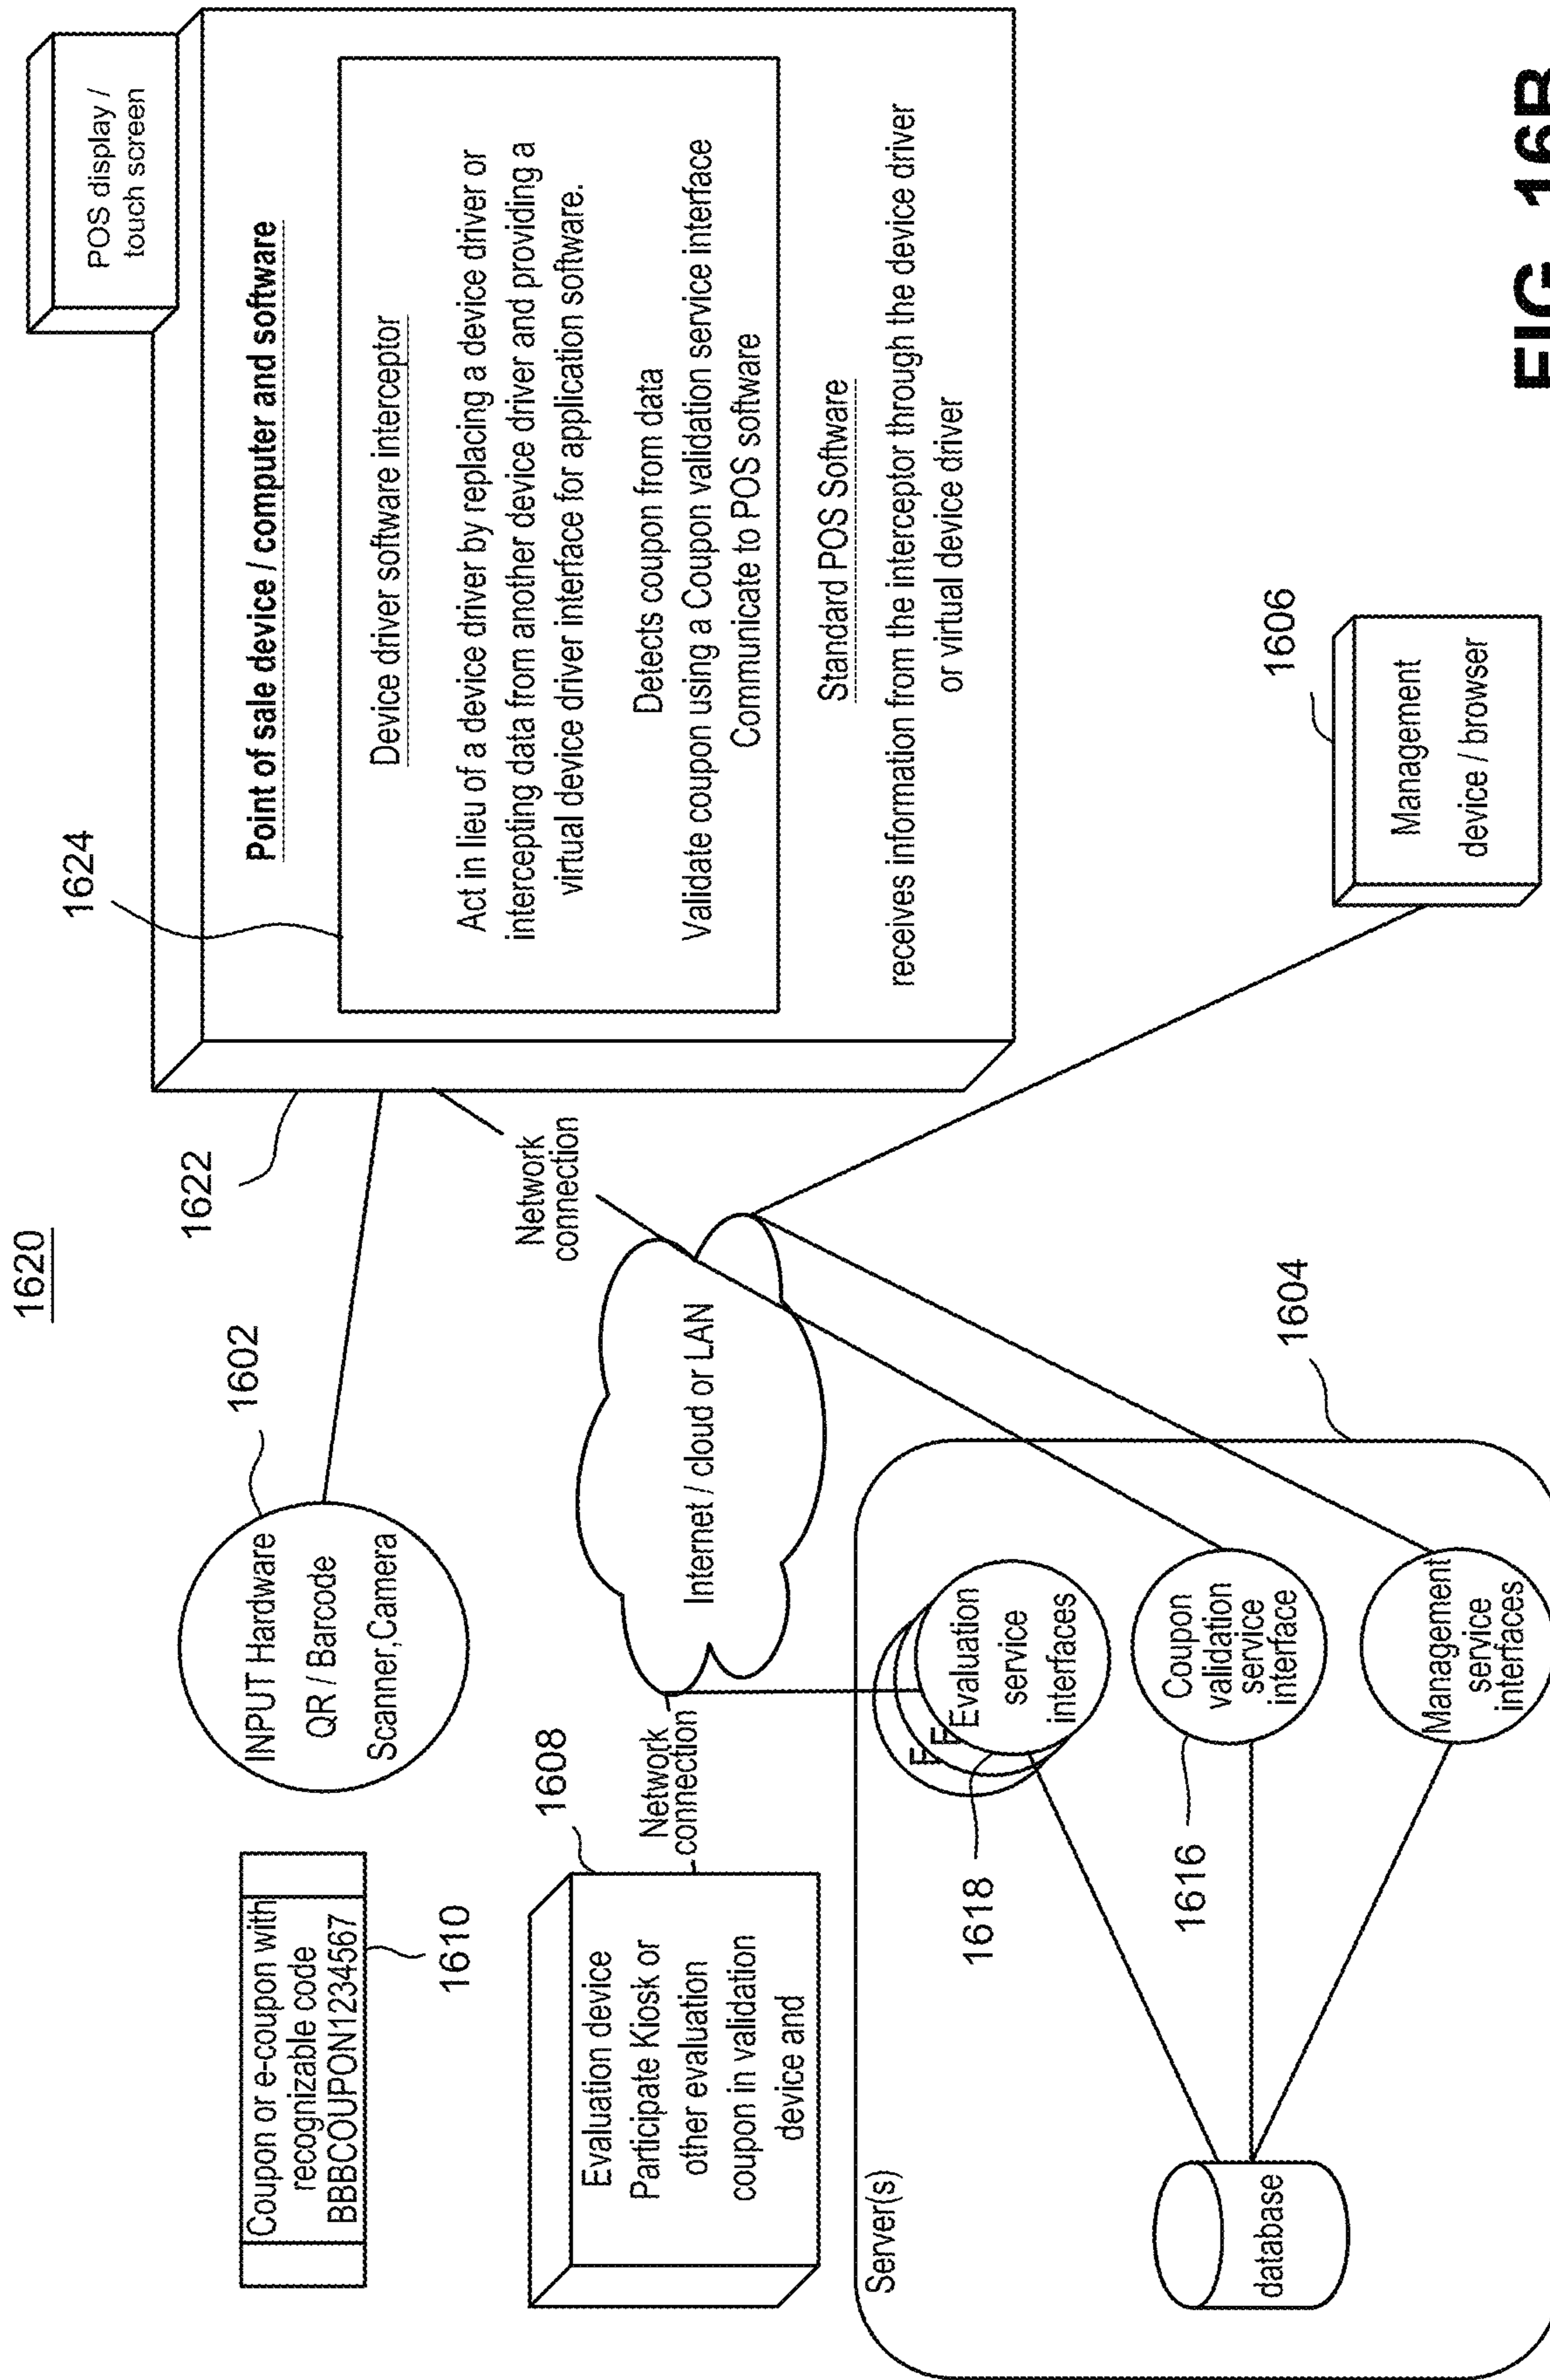 1620
Coupon or e-coupon with
recognizable code
BBBCOUPON1234567
1610
INPUT Hardware
QR / Barcode
Scanner,Camera
1602
1622
1624
POS display /
touch screen
Point of sale device / computer and software
Device driver software interceptor
Act in lieu of a device driver by replacing a device driver or
intercepting data from another device driver and providing a
virtual device driver interface for application software.
Detects coupon from data
Validate coupon using a Coupon validation service interface
Communicate to POS software
Standard POS Software
receives information from the interceptor through the device driver
or virtual device driver
Evaluation device
Participate Kiosk or
other evaluation
coupon in validation
device and
1608
Network
connection
Internet / cloud or LAN
Network
connection
Server(s)
database
1618
E
E
Evaluation
service
interfaces
1616
Coupon
validation
service
interface
Management
service
interfaces
1604
1606
Management
device / browser
FIG. 16B